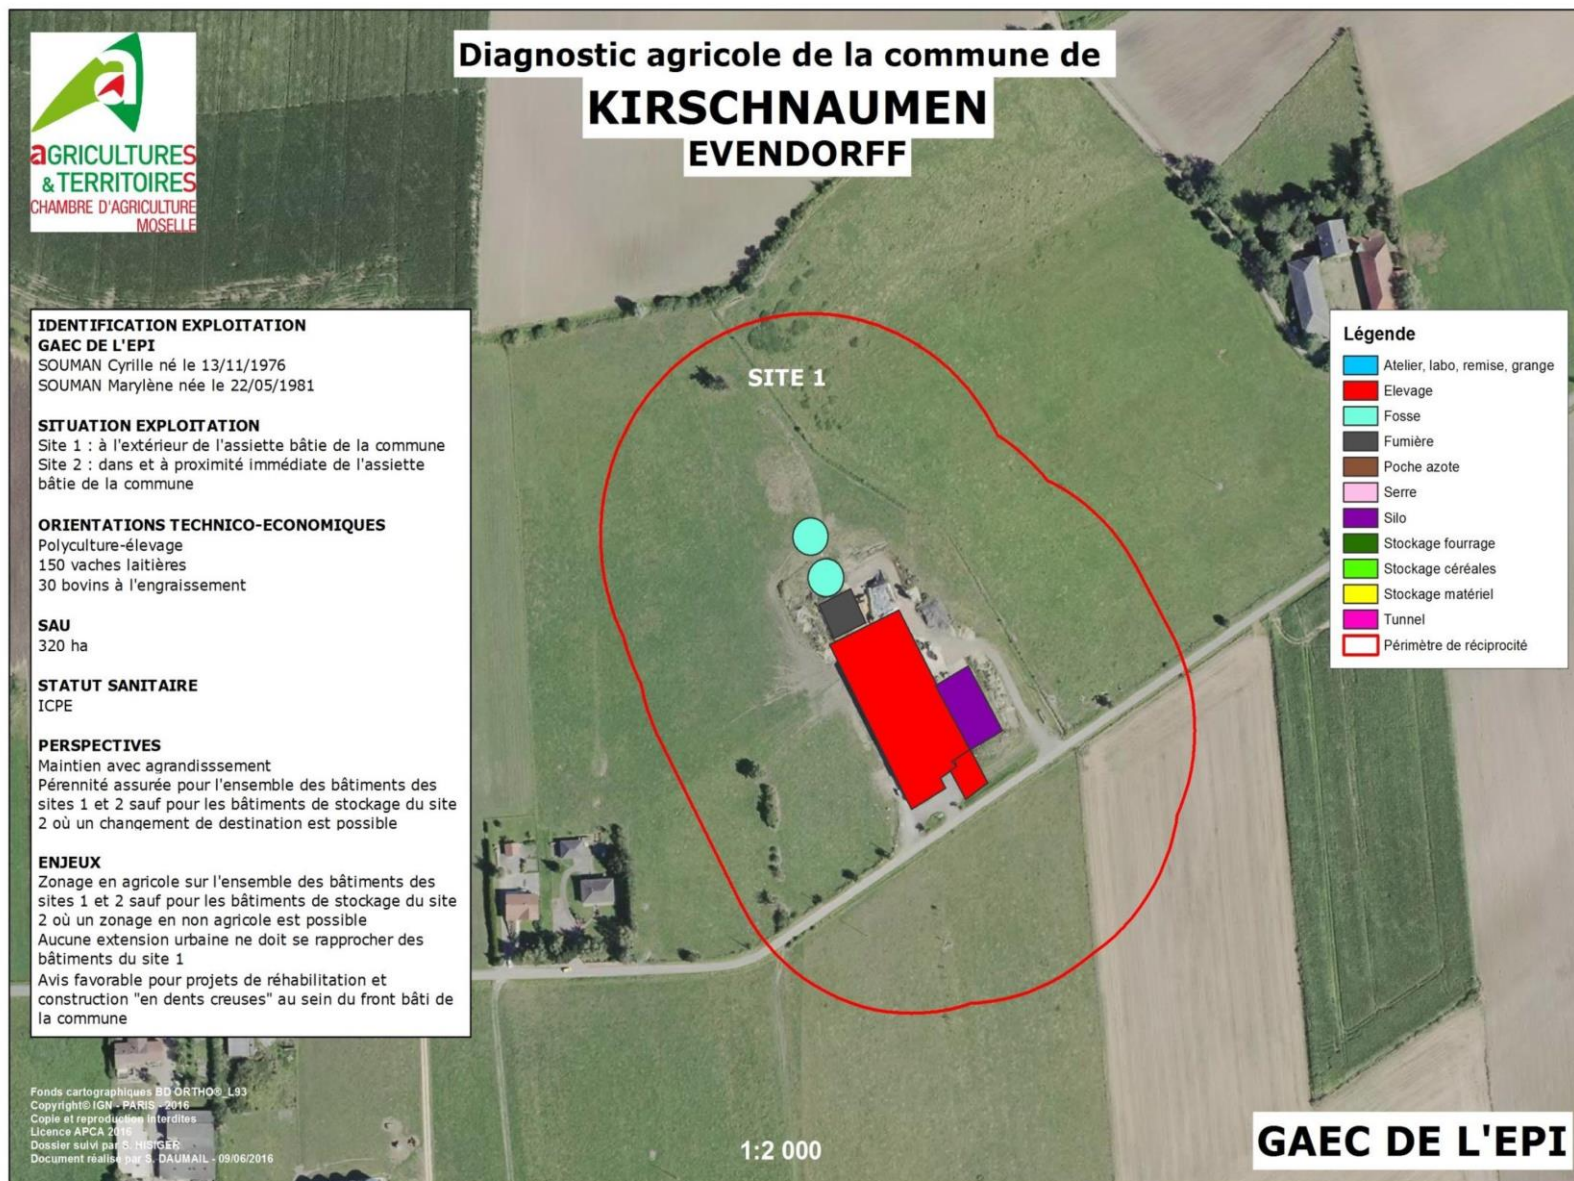 Diagnostic agricole de la commune de
KIRSCHNAUMEN
EVENDORFF
aGRICULTURES
& TERRITOIRES
CHAMBRE D'AGRICULTURE
MOSELLE
IDENTIFICATION EXPLOITATION
GAEC DE L'EPI
SOUMAN Cyrille né le 13/11/1976
SOUMAN Marylène née le 22/05/1981
SITUATION EXPLOITATION
Site 1 : à l'extérieur de l'assiette bâtie de la commune
Site 2 : dans et à proximité immédiate de l'assiette
bâtie de la commune
ORIENTATIONS TECHNICO-ECONOMIQUES
Polyculture-élevage
150 vaches laitières
30 bovins à l'engraissement
SAU
320 ha
STATUT SANITAIRE
ICPE
PERSPECTIVES
Maintien avec agrandisssement
Pérennité assurée pour l'ensemble des bâtiments des
sites 1 et 2 sauf pour les bâtiments de stockage du site
2 où un changement de destination est possible
ENJEUX
Zonage en agricole sur l'ensemble des bâtiments des
sites 1 et 2 sauf pour les bâtiments de stockage du site
2 où un zonage en non agricole est possible
Aucune extension urbaine ne doit se rapprocher des
bâtiments du site 1
Avis favorable pour projets de réhabilitation et
construction "en dents creuses" au sein du front bâti de
la commune
SITE 1
Légende
Atelier, labo, remise, grange
Elevage
Fosse
Fumière
Poche azote
Serre
Silo
Stockage fourrage
Stockage céréales
Stockage matériel
Tunnel
Périmètre de réciprocité
Fonds cartographiques BD ORTHO®_L93
Copyright© IGN - PARIS - 2016
Copie et reproduction interdites
Licence APCA 2016
Dossier suivi par S. HISIGER
Document réalisé par S. DAUMAIL - 09/06/2016
1:2 000
GAEC DE L'EPI